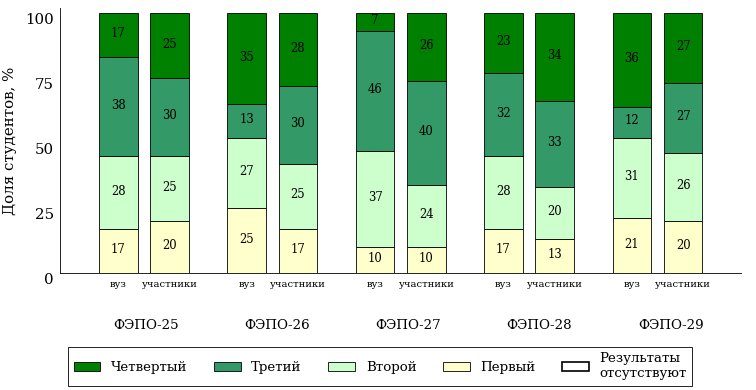 Доля студентов, %
100
75
50
25
0
17 25 35 28 7 26 23 34 36 27
38 30 13 30 46 40 32 33 12 27
28 25 27 25 37 24 28 20 31 26
17 20 25 17 10 10 17 13 21 20
вуз участники вуз участники вуз участники вуз участники вуз участники
ФЭПО-25 ФЭПО-26 ФЭПО-27 ФЭПО-28 ФЭПО-29
Четвертый Третий Второй Первый Результаты
отсутствуют